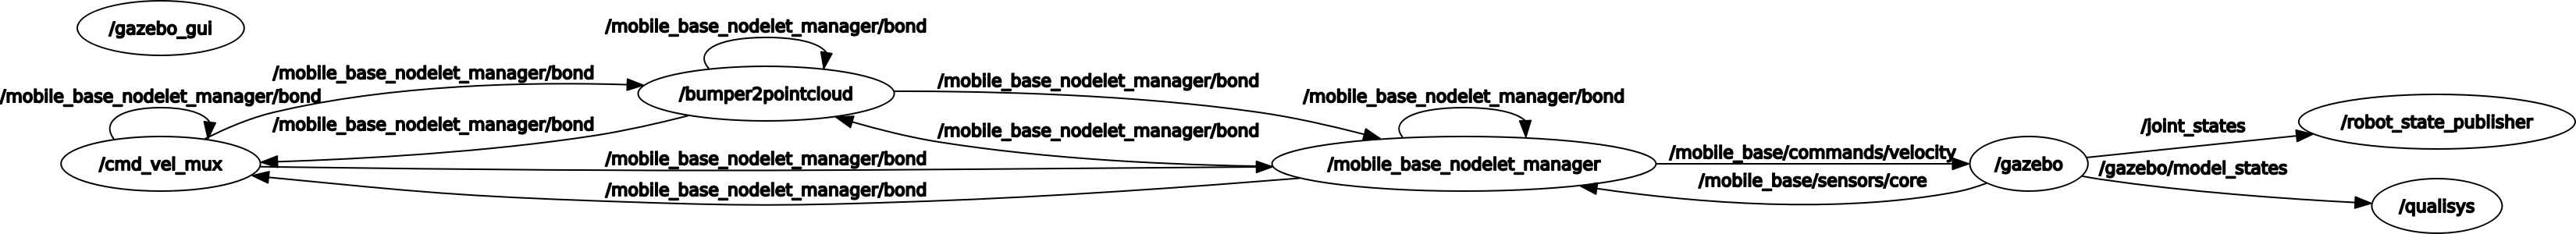 /gazebo_gui
/mobile_base_nodelet_manager/bond
/mobile_base_nodelet_manager/bond
/mobile_base_nodelet_manager/bond
/bumper2pointcloud
/mobile_base_nodelet_manager/bond
/mobile_base_nodelet_manager/bond
/mobile_base_nodelet_manager/bond
/mobile_base_nodelet_manager/bond
/cmd_vel_mux
/mobile_base_nodelet_manager/bond
/mobile_base_nodelet_manager/bond
/mobile_base_nodelet_manager
/mobile_base/commands/velocity
/mobile_base/sensors/core
/gazebo
/joint_states
/gazebo/model_states
/robot_state_publisher
/qualisys